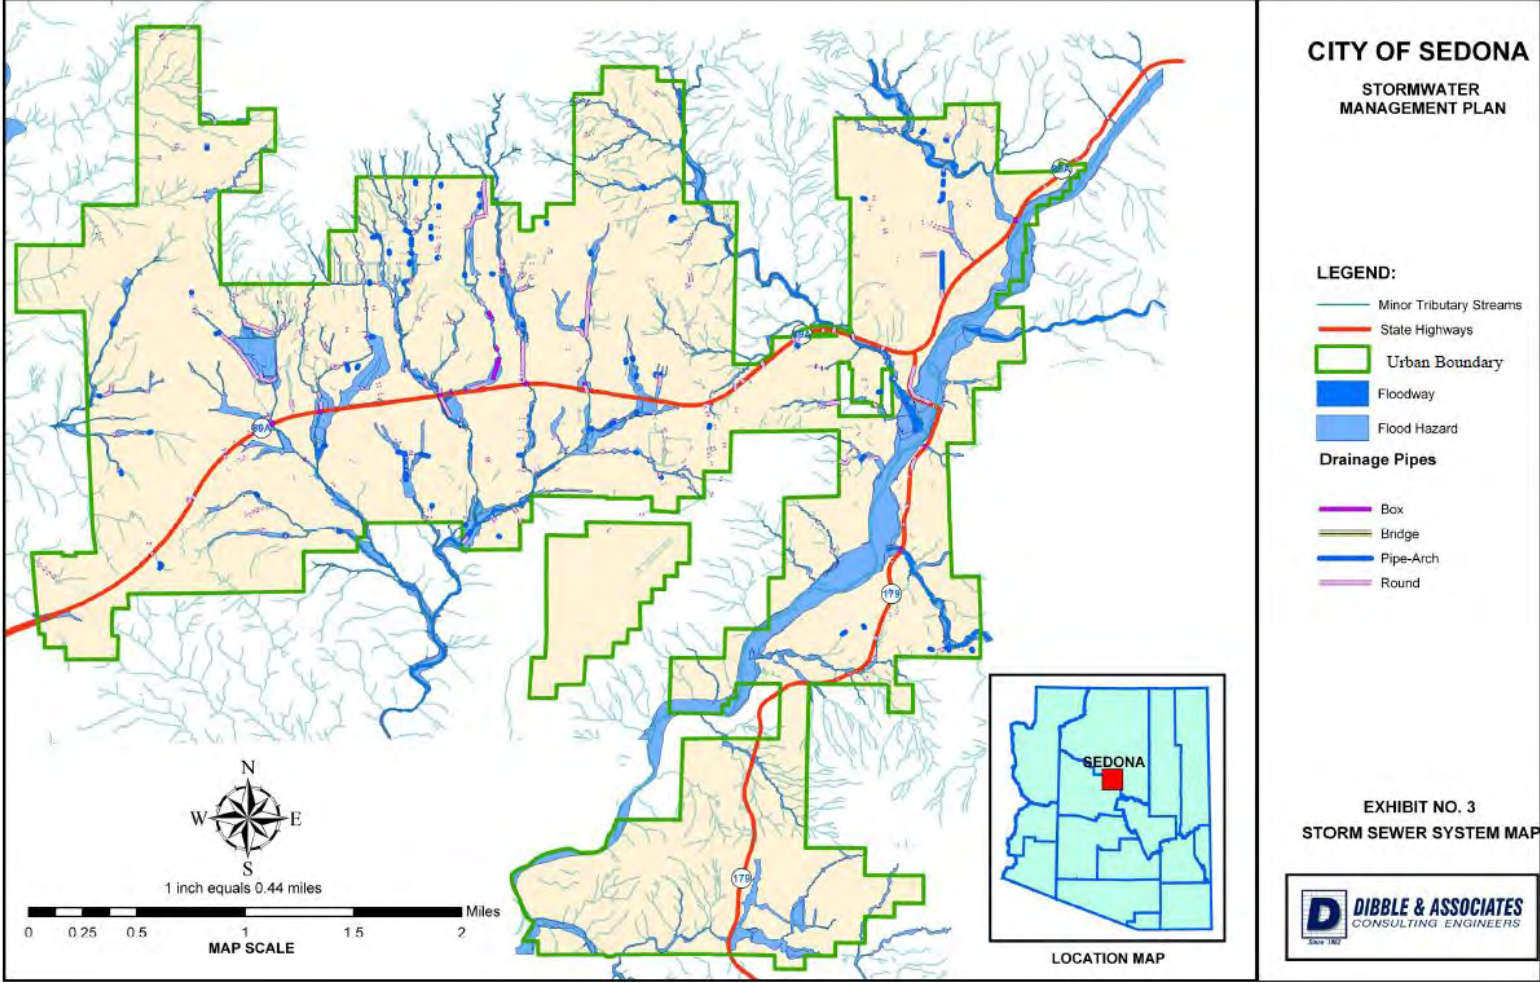 CITY OF SEDONA
STORMWATER
MANAGEMENT PLAN
LEGEND:
Minor Tributary Streams
State Highways
Urban Boundary
Floodway
Flood Hazard
Drainage Pipes
Box
Bridge
Pipe-Arch
Round
EXHIBIT NO. 3
STORM SEWER SYSTEM MAP
D
Since 1962
DIBBLE & ASSOCIATES
CONSULTING ENGINEERS
89A
179
179
SEDONA
LOCATION MAP
N
W
E
S
1 inch equals 0.44 miles
Miles
0
0.25
0.5
1
1.5
2
MAP SCALE